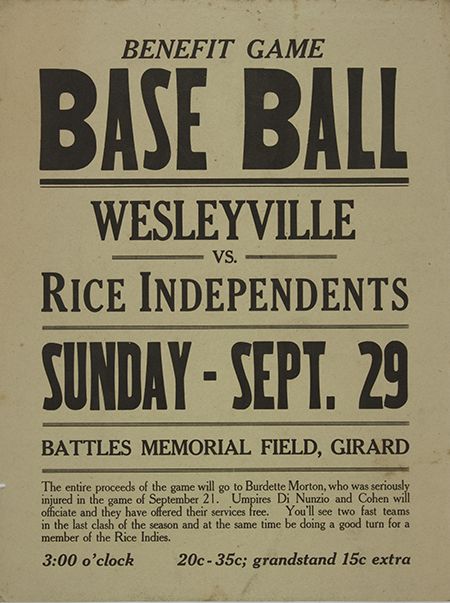 BENEFIT GAME
BASE BALL
WESLEYVILLE
VS.
RICE INDEPENDENTS
SUNDAY - SEPT. 29
BATTLES MEMORIAL FIELD, GIRARD
The entire proceeds of the game will go to Burdette Morton, who was seriously
injured in the game of September 21. Umpires Di Nunzio and Cohen will
officiate and they have offered their services free. You'll see two fast teams
in the last clash of the season and at the same time be doing a good turn for a
member of the Rice Indies.
3:00 o'clock 20c - 35c; grandstand 15c extra